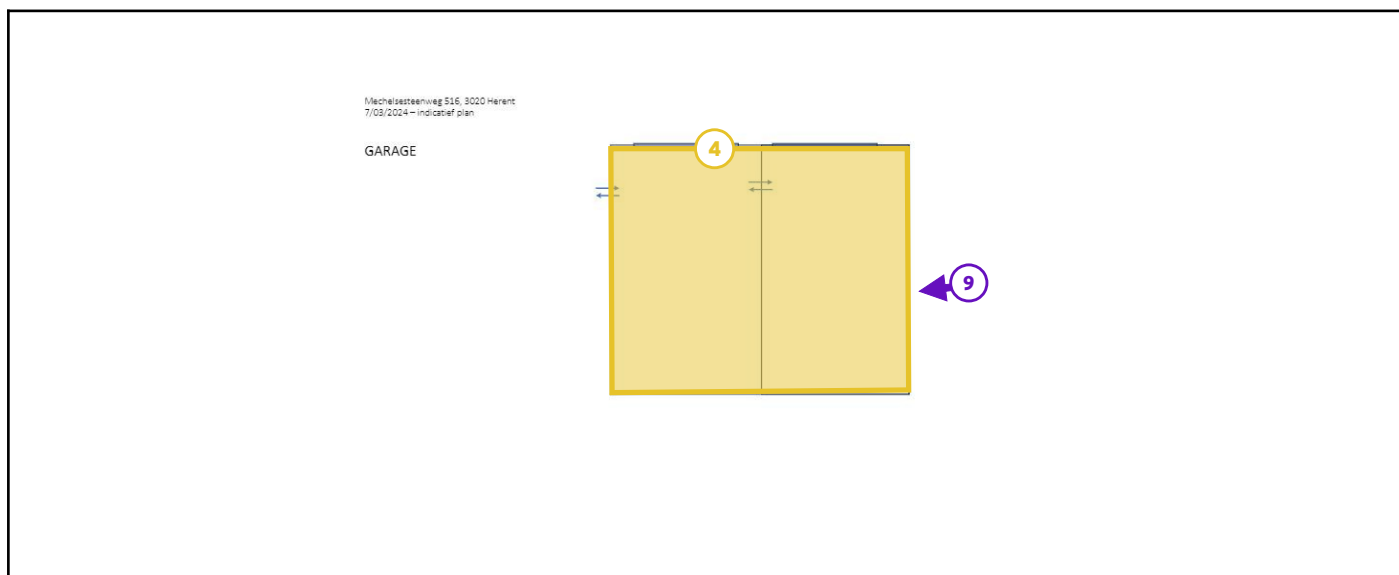 Mechelsesteenweg 516, 3020 Herent
7/03/2024 – indicatief plan
GARAGE
4
9